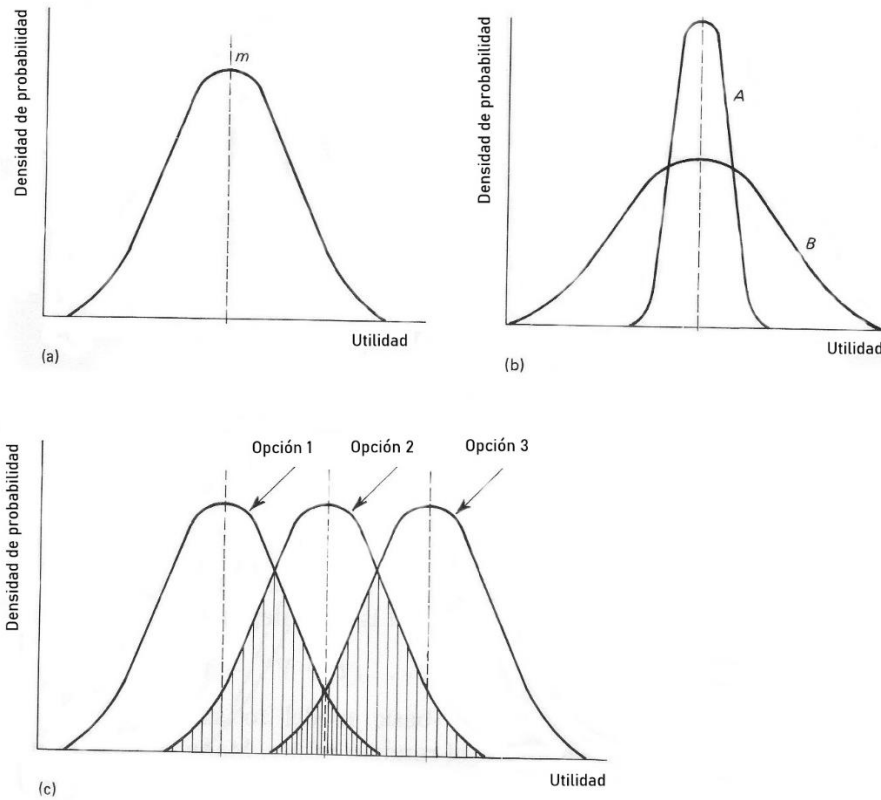 Densidad de probabilidad
m
Utilidad
(a)
Densidad de probabilidad
A
B
Utilidad
(b)
Densidad de probabilidad
Opción 1
Opción 2
Opción 3
Utilidad
(c)